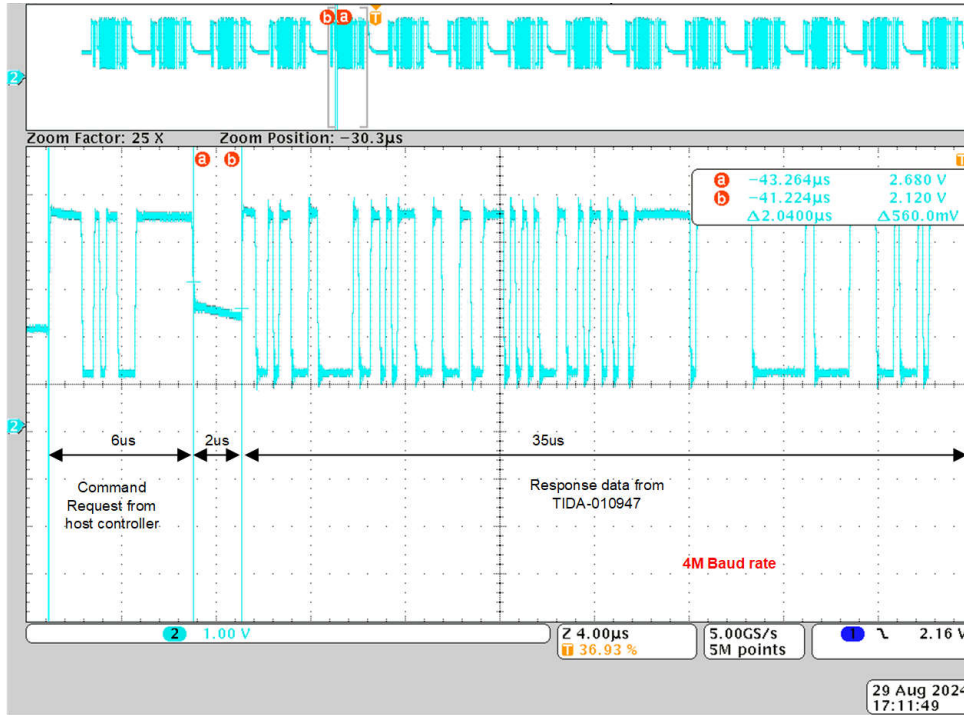 b a T
2
Zoom Factor: 25 X Zoom Position: −30.3µs
a b T
a −43.264µs 2.680 V
b −41.224µs 2.120 V
Δ2.0400µs Δ560.0mV
2
6us 2us 35us
Command
Request from
host controller
Response data from
TIDA-010947
4M Baud rate
2 1.00 V
Z 4.00µs
T 36.93 %
5.00GS/s
5M points
1 2.16 V
29 Aug 2024
17:11:49